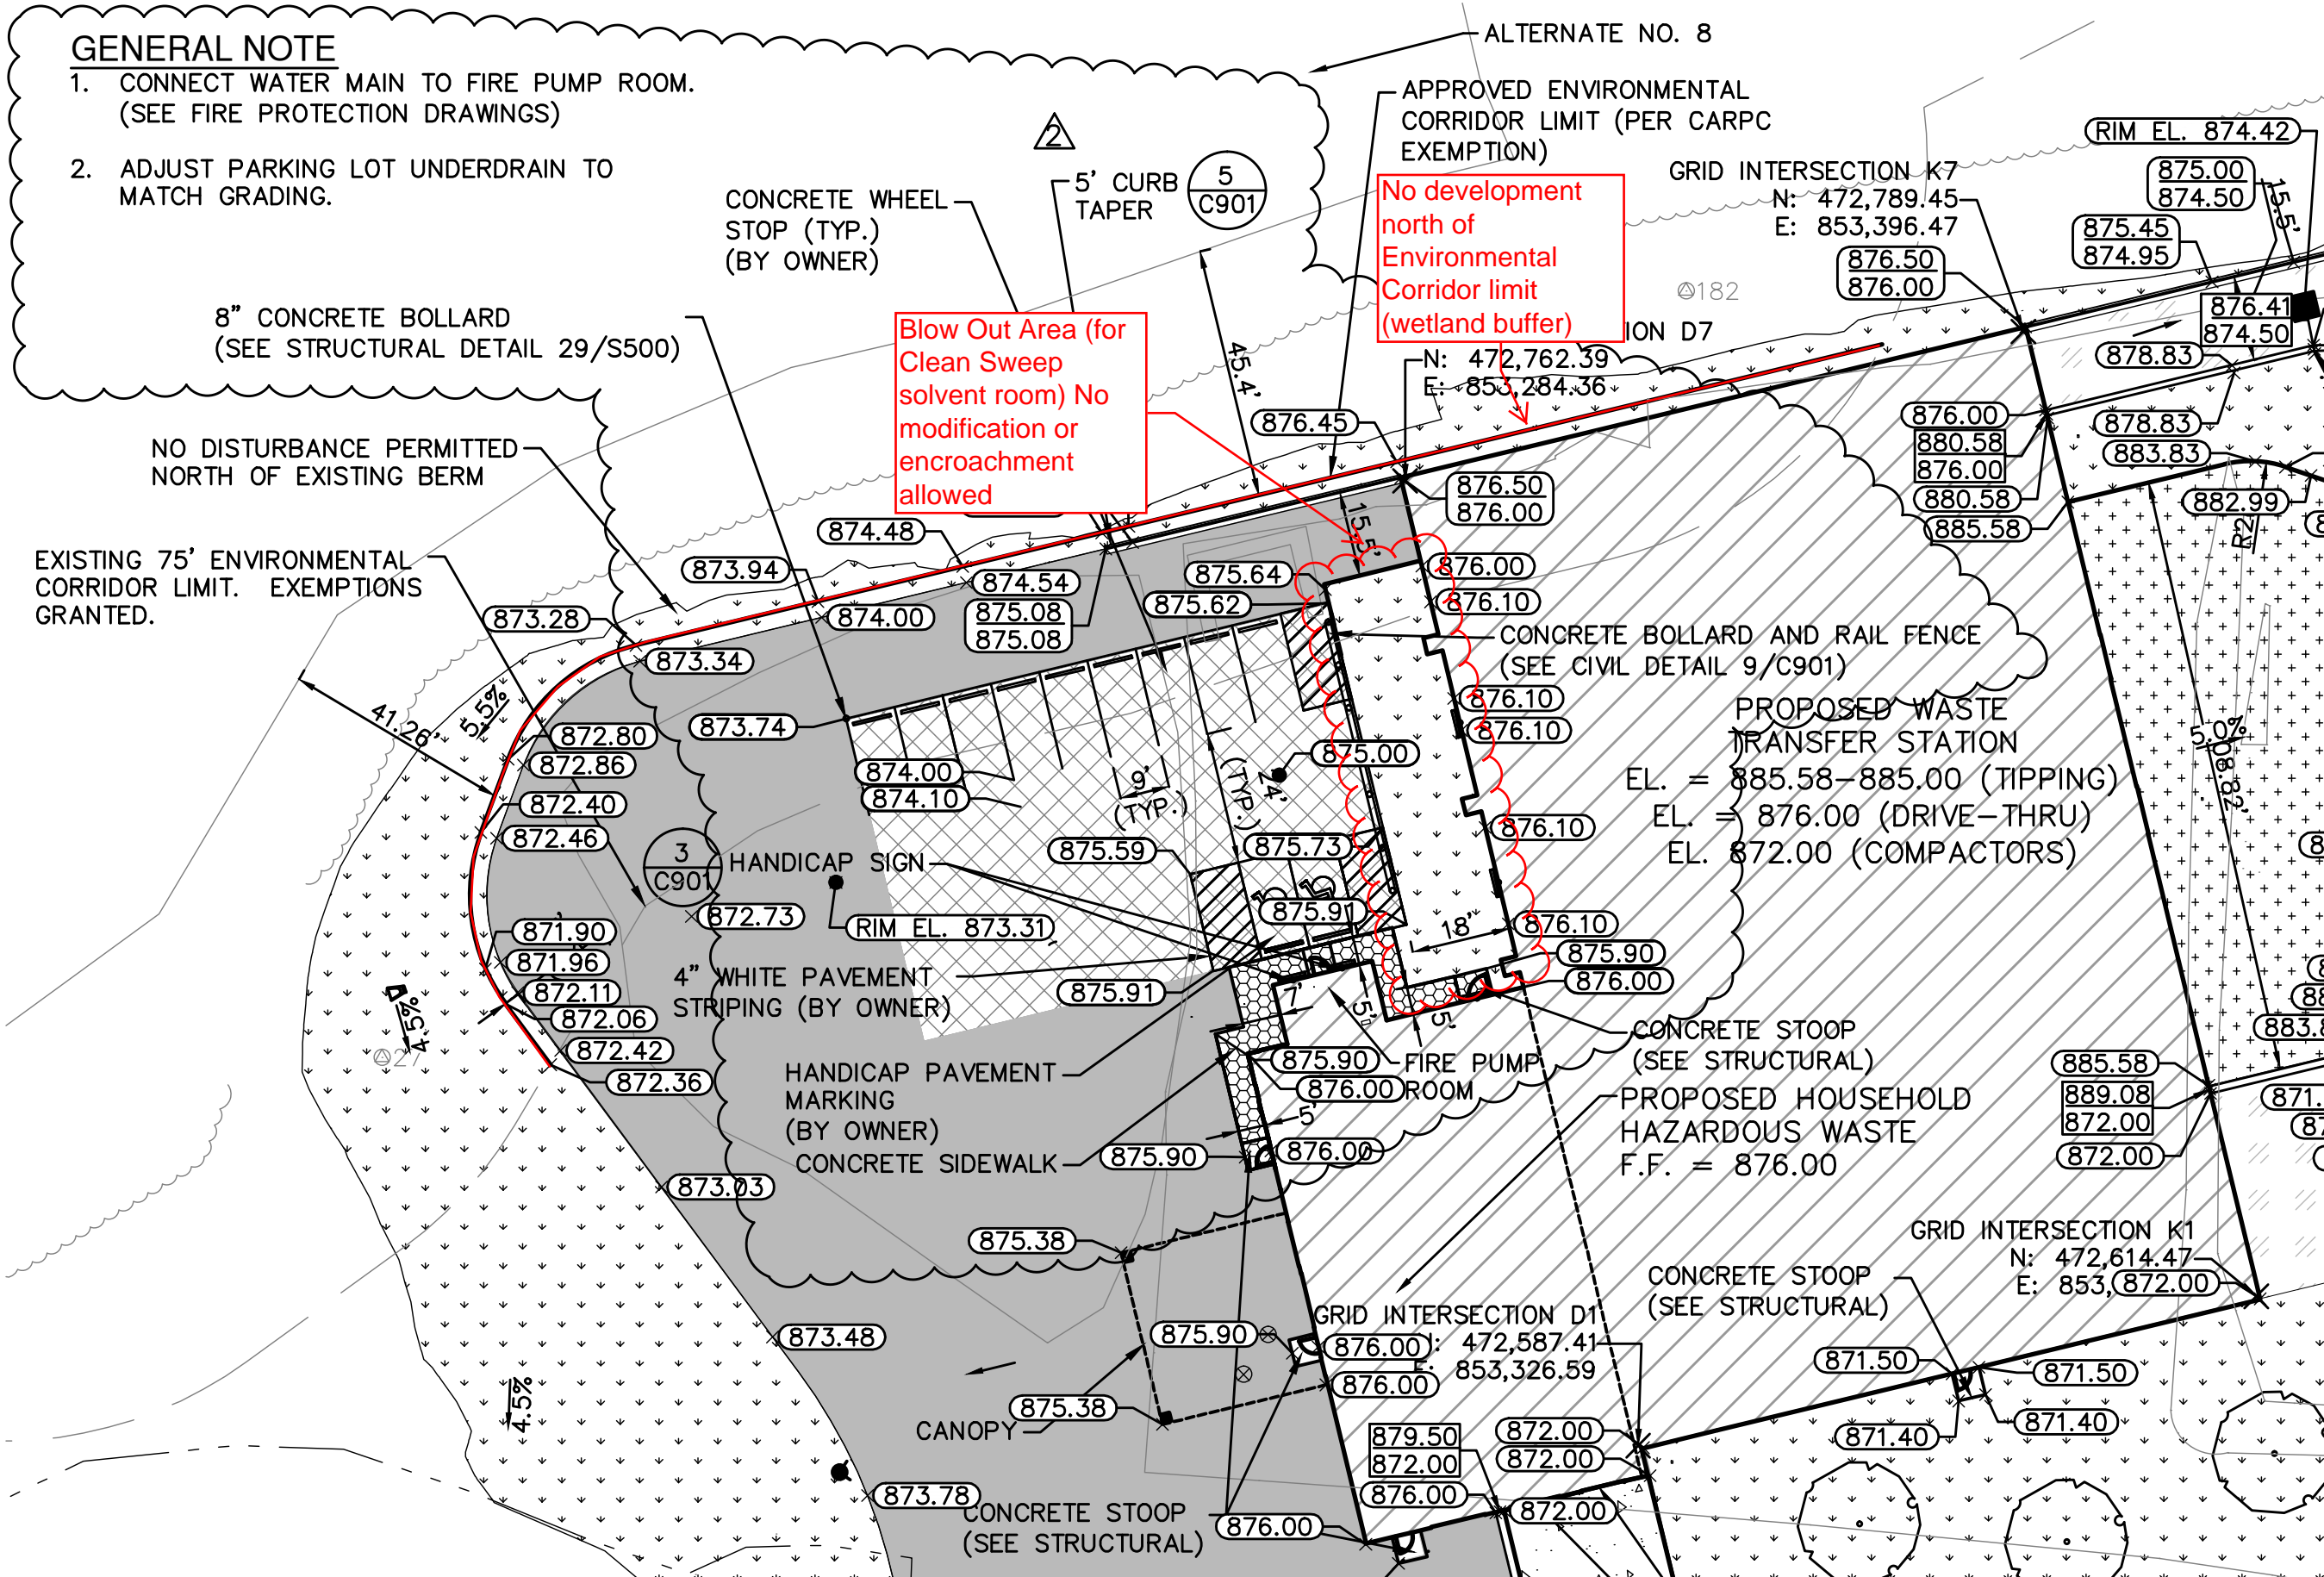 GENERAL NOTE
1. CONNECT WATER MAIN TO FIRE PUMP ROOM.
(SEE FIRE PROTECTION DRAWINGS)
2. ADJUST PARKING LOT UNDERDRAIN TO
MATCH GRADING.
ALTERNATE NO. 8
APPROVED ENVIRONMENTAL
CORRIDOR LIMIT (PER CARPC
EXEMPTION)
2
5' CURB
TAPER
5
C901
CONCRETE WHEEL
STOP (TYP.)
(BY OWNER)
No development
north of
Environmental
Corridor limit
(wetland buffer)
GRID INTERSECTION K7
N: 472,789.45
E: 853,396.47
RIM EL. 874.42
875.00
874.50
15.5'
875.45
874.95
876.50
876.00
182
876.41
874.50
878.83
8" CONCRETE BOLLARD
(SEE STRUCTURAL DETAIL 29/S500)
Blow Out Area (for
Clean Sweep
solvent room) No
modification or
encroachment
allowed
45.4'
ION D7
N: 472,762.39
E: 853,284.36
876.45
876.00
880.58
876.00
880.58
885.58
878.83
883.83
882.99
NO DISTURBANCE PERMITTED
NORTH OF EXISTING BERM
876.50
876.00
15.5'
874.48
EXISTING 75' ENVIRONMENTAL
CORRIDOR LIMIT. EXEMPTIONS
GRANTED.
873.94
874.54
875.08
875.08
874.00
873.28
873.34
875.64
875.62
876.00
876.10
CONCRETE BOLLARD AND RAIL FENCE
(SEE CIVIL DETAIL 9/C901)
876.10
876.10
PROPOSED WASTE
TRANSFER STATION
EL. = 885.58-885.00 (TIPPING)
EL. = 876.00 (DRIVE-THRU)
EL. 872.00 (COMPACTORS)
5.0%
41.26'
5.5%
873.74
872.80
872.86
872.40
872.46
874.00
874.10
9'
(TYP.)
24'
(TYP.)
875.00
876.10
875.59
875.73
3
C901
HANDICAP SIGN
872.73
RIM EL. 873.31
875.91
18'
876.10
875.90
876.00
871.90
871.96
872.11
872.06
872.42
872.36
4.5%
4" WHITE PAVEMENT
STRIPING (BY OWNER)
875.91
7'
5'
5'
CONCRETE STOOP
(SEE STRUCTURAL)
875.90
876.00
FIRE PUMP
ROOM
HANDICAP PAVEMENT
MARKING
(BY OWNER)
CONCRETE SIDEWALK
5'
875.90
876.00
PROPOSED HOUSEHOLD
HAZARDOUS WASTE
F.F. = 876.00
885.58
889.08
872.00
872.00
873.03
875.38
GRID INTERSECTION K1
N: 472,614.47
E: 853,
872.00
CONCRETE STOOP
(SEE STRUCTURAL)
GRID INTERSECTION D1
472,587.41
853,326.59
873.48
875.90
876.00
876.00
871.50
871.50
871.40
871.40
4.5%
875.38
CANOPY
879.50
872.00
876.00
872.00
872.00
872.00
873.78
CONCRETE STOOP
(SEE STRUCTURAL)
876.00